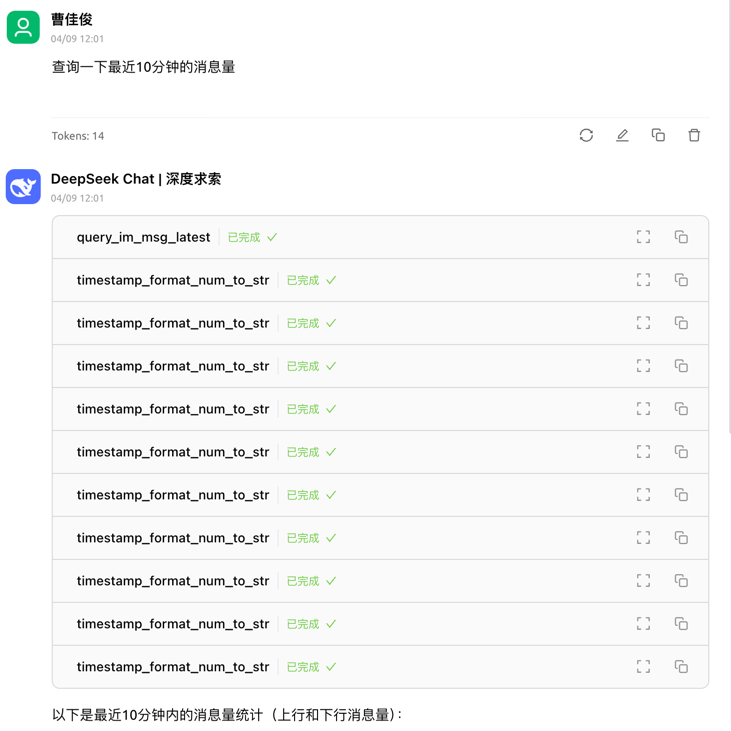 曹佳俊
04/09 12:01
查询一下最近10分钟的消息量
Tokens: 14
DeepSeek Chat | 深度求索
04/09 12:01
query_im_msg_latest 已完成
timestamp_format_num_to_str 已完成
timestamp_format_num_to_str 已完成
timestamp_format_num_to_str 已完成
timestamp_format_num_to_str 已完成
timestamp_format_num_to_str 已完成
timestamp_format_num_to_str 已完成
timestamp_format_num_to_str 已完成
timestamp_format_num_to_str 已完成
timestamp_format_num_to_str 已完成
timestamp_format_num_to_str 已完成
以下是最近10分钟内的消息量统计（上行和下行消息量）：